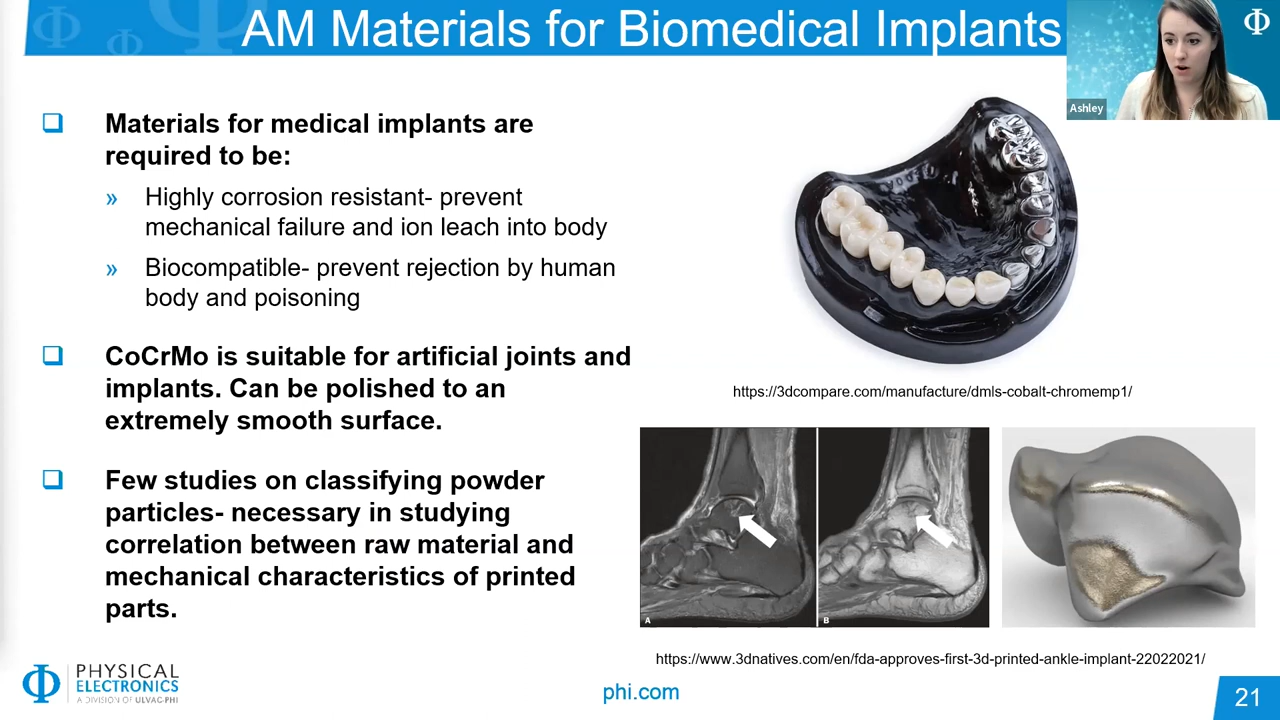 AM Materials for Biomedical Implants
Ashley
❑ Materials for medical implants are
required to be:
» Highly corrosion resistant- prevent
mechanical failure and ion leach into body
» Biocompatible- prevent rejection by human
body and poisoning
❑ CoCrMo is suitable for artificial joints and
implants. Can be polished to an
extremely smooth surface.
❑ Few studies on classifying powder
particles- necessary in studying
correlation between raw material and
mechanical characteristics of printed
parts.
https://3dcompare.com/manufacture/dmls-cobalt-chromemp1/
A
B
https://www.3dnatives.com/en/fda-approves-first-3d-printed-ankle-implant-22022021/
PHYSICAL
ELECTRONICS
A DIVISION OF ULVAC-PHI
phi.com
21